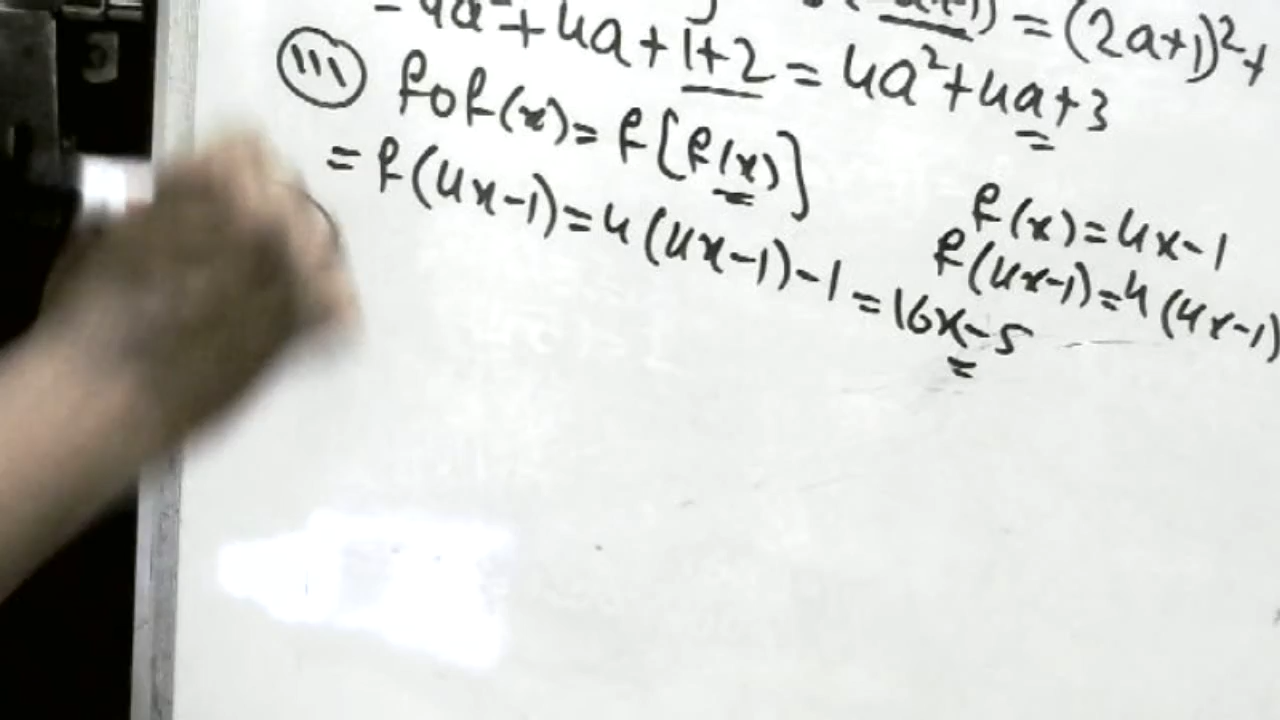 = (2a+1)²+
= 4a²+4a+1+2 = 4a²+4a+3
(iii) fof(x) = f[f(x)]
= f(4x-1) = 4(4x-1)-1 = 16x-5
f(x) = 4x-1
f(4x-1) = 4(4x-1)